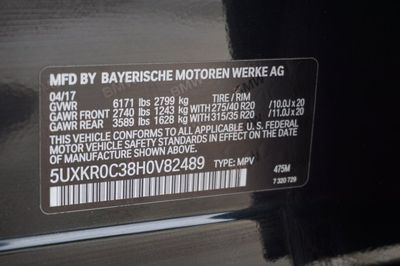 MFD BY BAYERISCHE MOTOREN WERKE AG
04/17
GVWR 6171 lbs 2799 kg TIRE / RIM
GAWR FRONT 2740 lbs 1243 kg WITH 275/40 R20 /10.0J x 20
GAWR REAR 3589 lbs 1628 kg WITH 315/35 R20 /11.0J x 20
THIS VEHICLE CONFORMS TO ALL APPLICABLE U.S. FEDERAL
MOTOR VEHICLE SAFETY STANDARDS IN EFFECT ON THE
DATE OF MANUFACTURE SHOWN ABOVE.
5UXKR0C38H0V82489 TYPE: MPV 475M
7 320 729